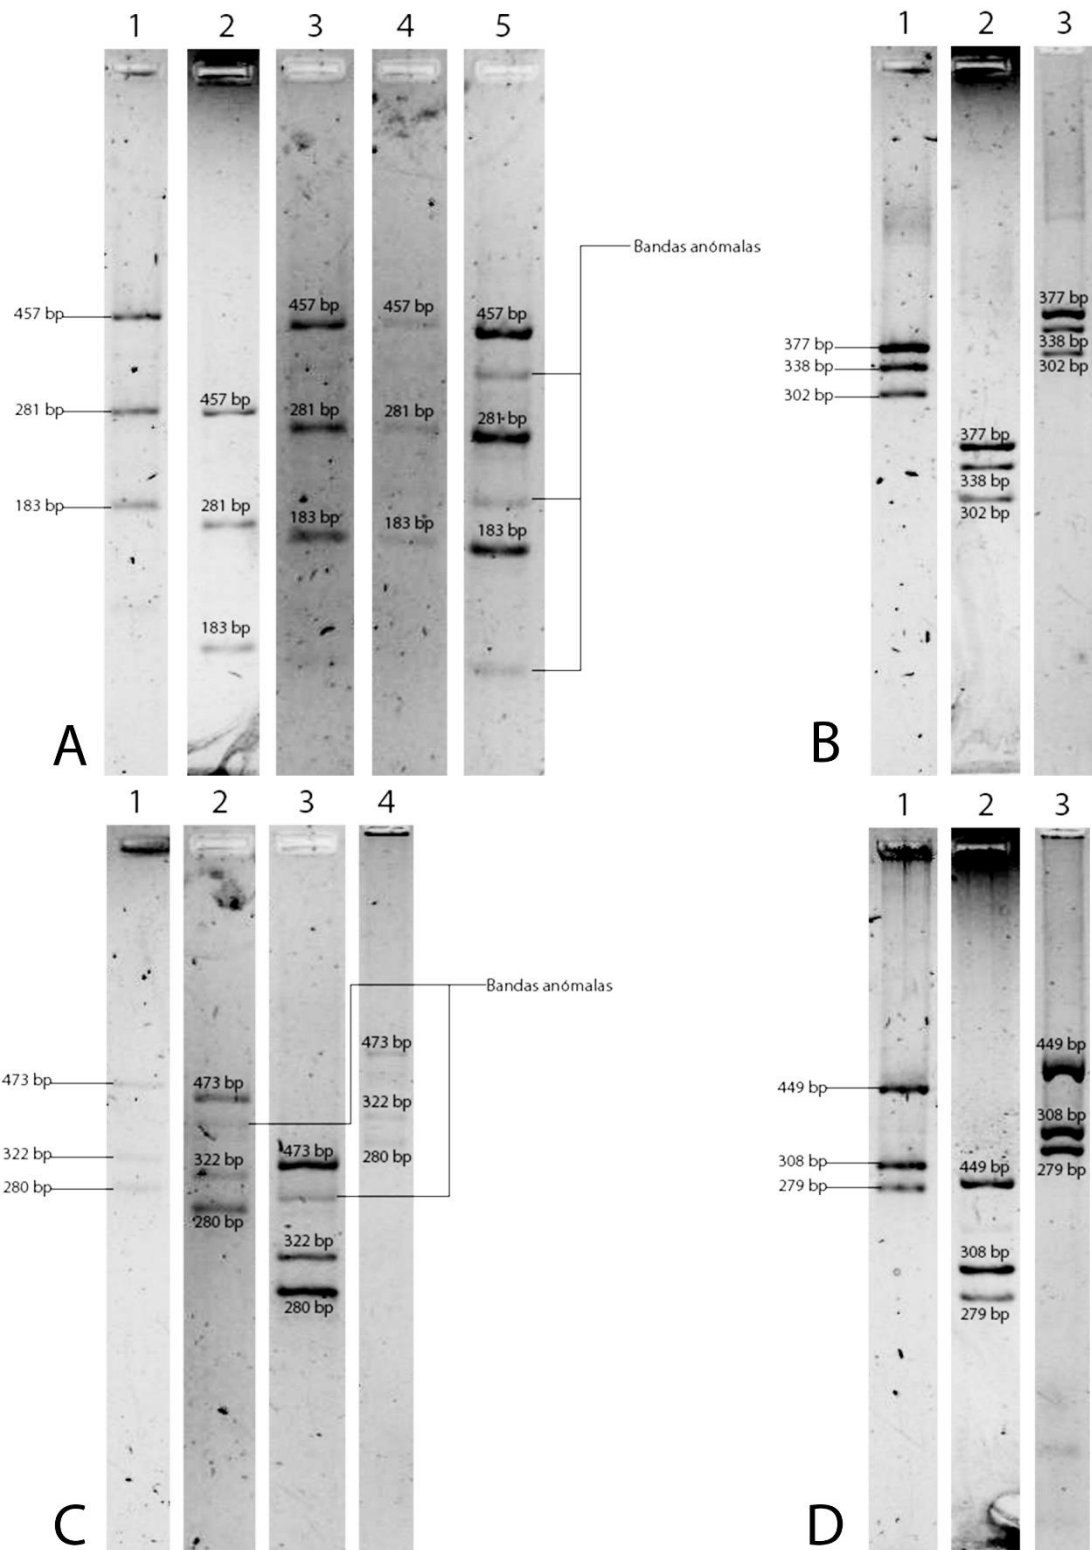 1 2 3 4 5
Bandas anómalas
457 bp
281 bp
183 bp
457 bp
281 bp
183 bp
457 bp
281 bp
183 bp
457 bp
281 bp
183 bp
457 bp
281 bp
183 bp
A
1 2 3
377 bp
338 bp
302 bp
377 bp
338 bp
302 bp
377 bp
338 bp
302 bp
B
1 2 3 4
Bandas anómalas
473 bp
322 bp
280 bp
473 bp
322 bp
280 bp
473 bp
322 bp
280 bp
473 bp
322 bp
280 bp
C
1 2 3
449 bp
308 bp
279 bp
449 bp
308 bp
279 bp
449 bp
308 bp
279 bp
D